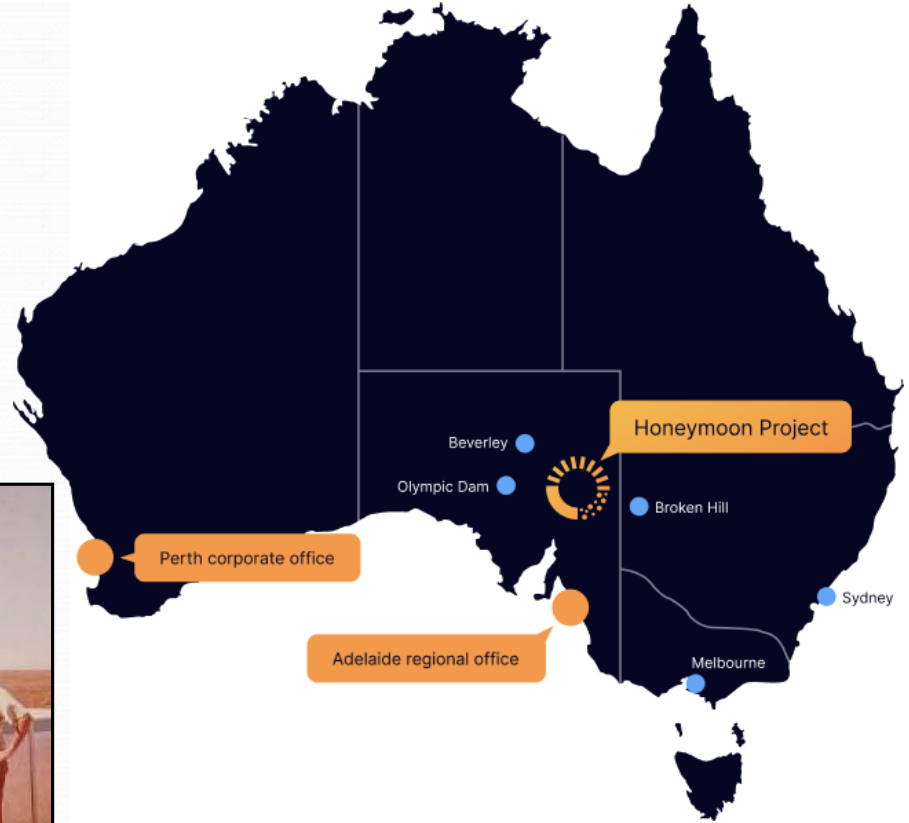 Honeymoon Project
Beverley
Olympic Dam
Broken Hill
Perth corporate office
Sydney
Adelaide regional office
Melbourne